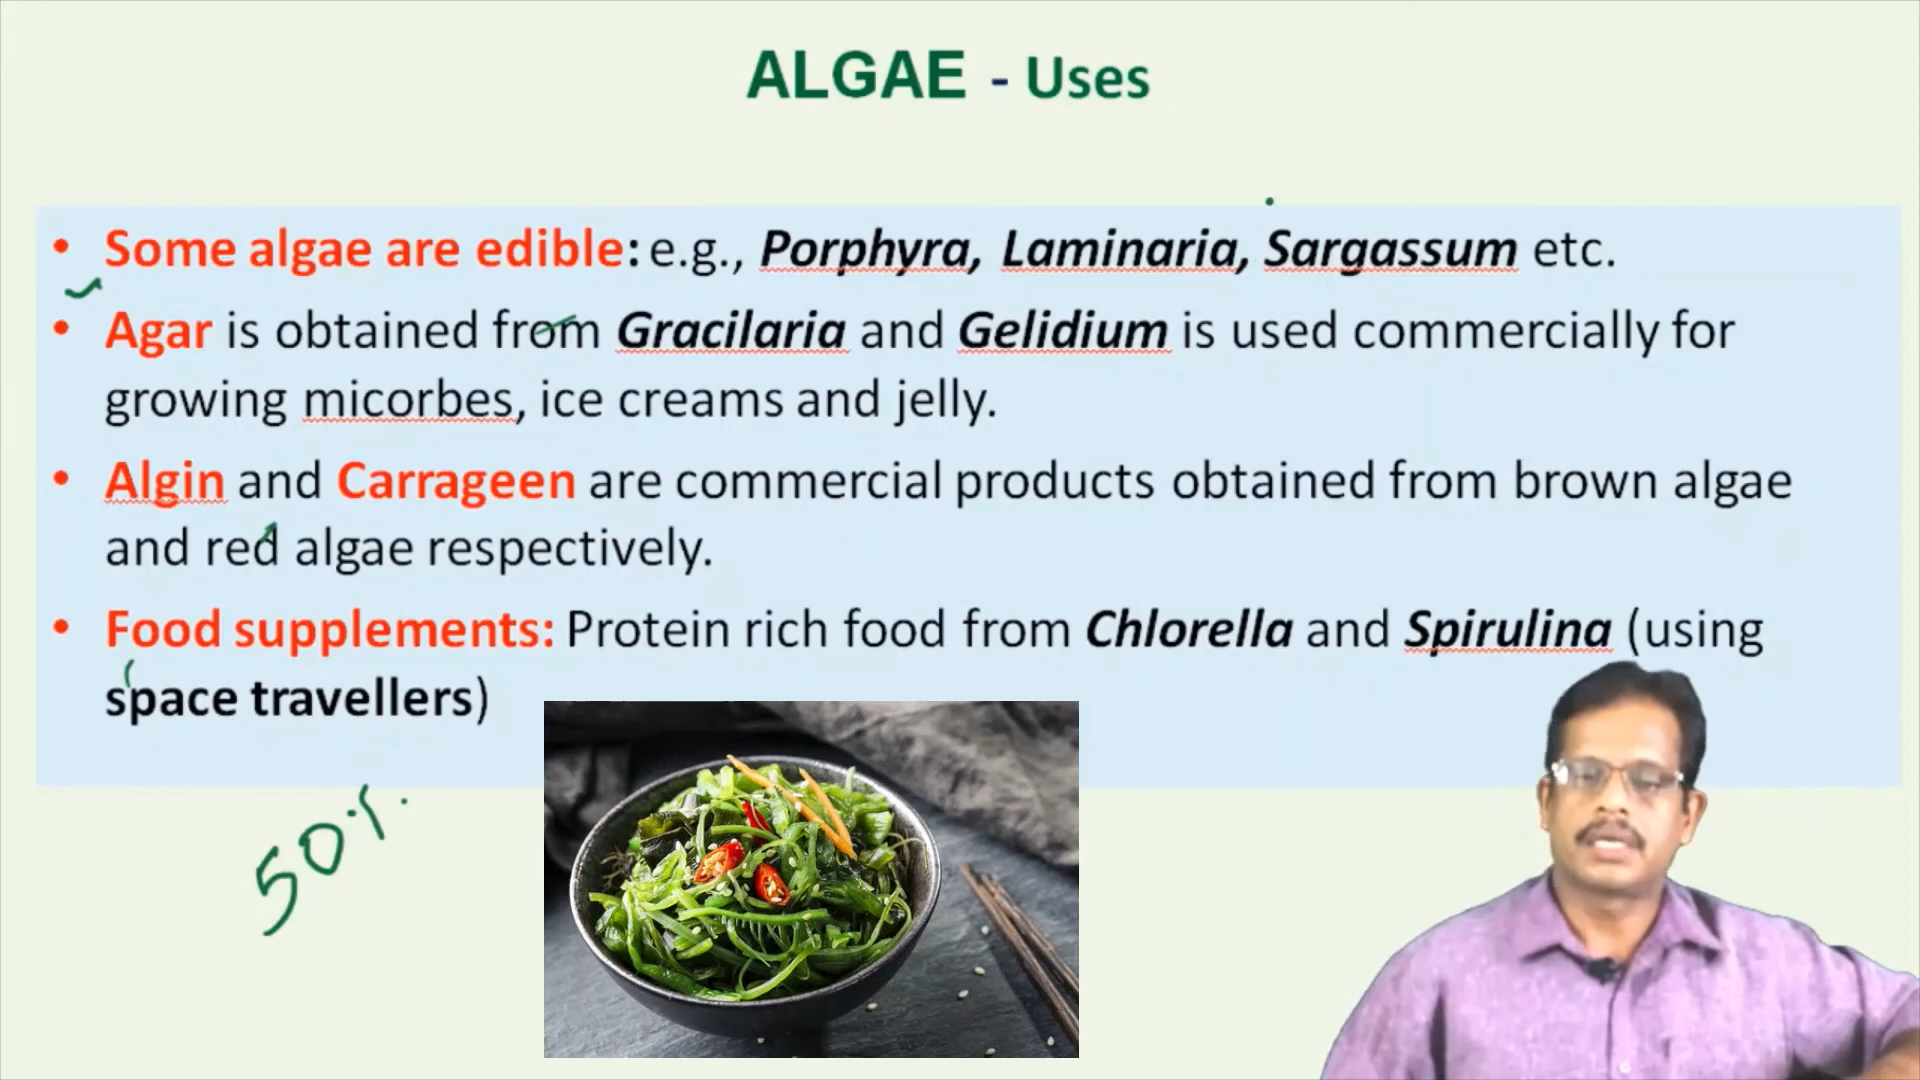 ALGAE - Uses
• Some algae are edible: e.g., Porphyra, Laminaria, Sargassum etc.
• Agar is obtained from Gracilaria and Gelidium is used commercially for
growing micorbes, ice creams and jelly.
• Algin and Carrageen are commercial products obtained from brown algae
and red algae respectively.
• Food supplements: Protein rich food from Chlorella and Spirulina (using
space travellers)
50%